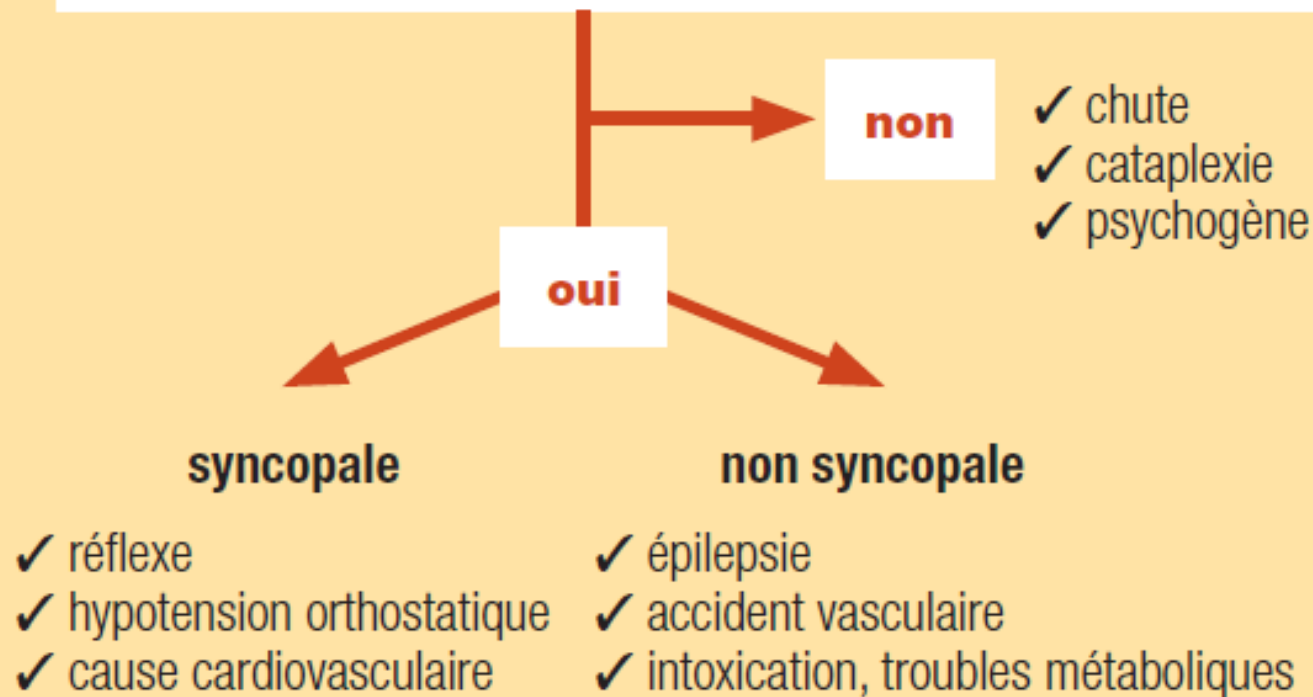 non
✓ chute
✓ cataplexie
✓ psychogène
oui
syncopale
✓ réflexe
✓ hypotension orthostatique
✓ cause cardiovasculaire
non syncopale
✓ épilepsie
✓ accident vasculaire
✓ intoxication, troubles métaboliques